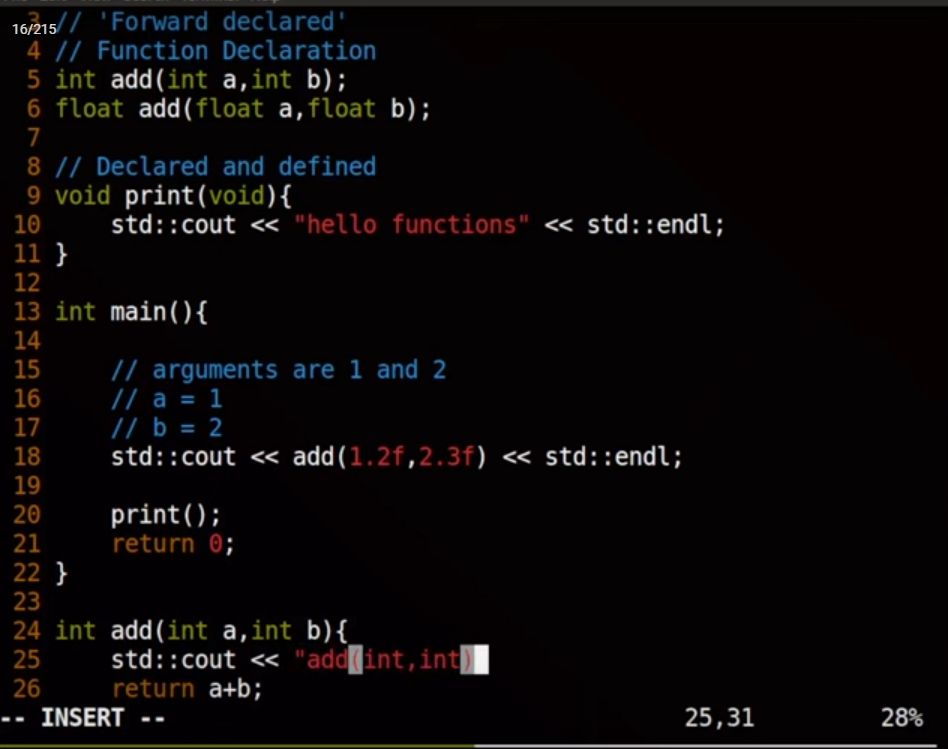 16/215
3 // 'Forward declared'
4 // Function Declaration
5 int add(int a,int b);
6 float add(float a,float b);
7
8 // Declared and defined
9 void print(void){
10     std::cout << "hello functions" << std::endl;
11 }
12
13 int main(){
14
15     // arguments are 1 and 2
16     // a = 1
17     // b = 2
18     std::cout << add(1.2f,2.3f) << std::endl;
19
20     print();
21     return 0;
22 }
23
24 int add(int a,int b){
25     std::cout << "add(int,int)
26     return a+b;
-- INSERT -- 25,31 28%